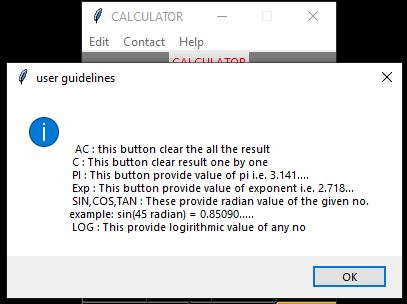 CALCULATOR
Edit Contact Help
CALCULATOR
user guidelines
AC : this button clear the all the result
C : This button clear result one by one
PI : This button provide value of pi i.e. 3.141....
Exp : This button provide value of exponent i.e. 2.718...
SIN,COS,TAN : These provide radian value of the given no.
example: sin(45 radian) = 0.85090.....
LOG : This provide logirithmic value of any no
OK